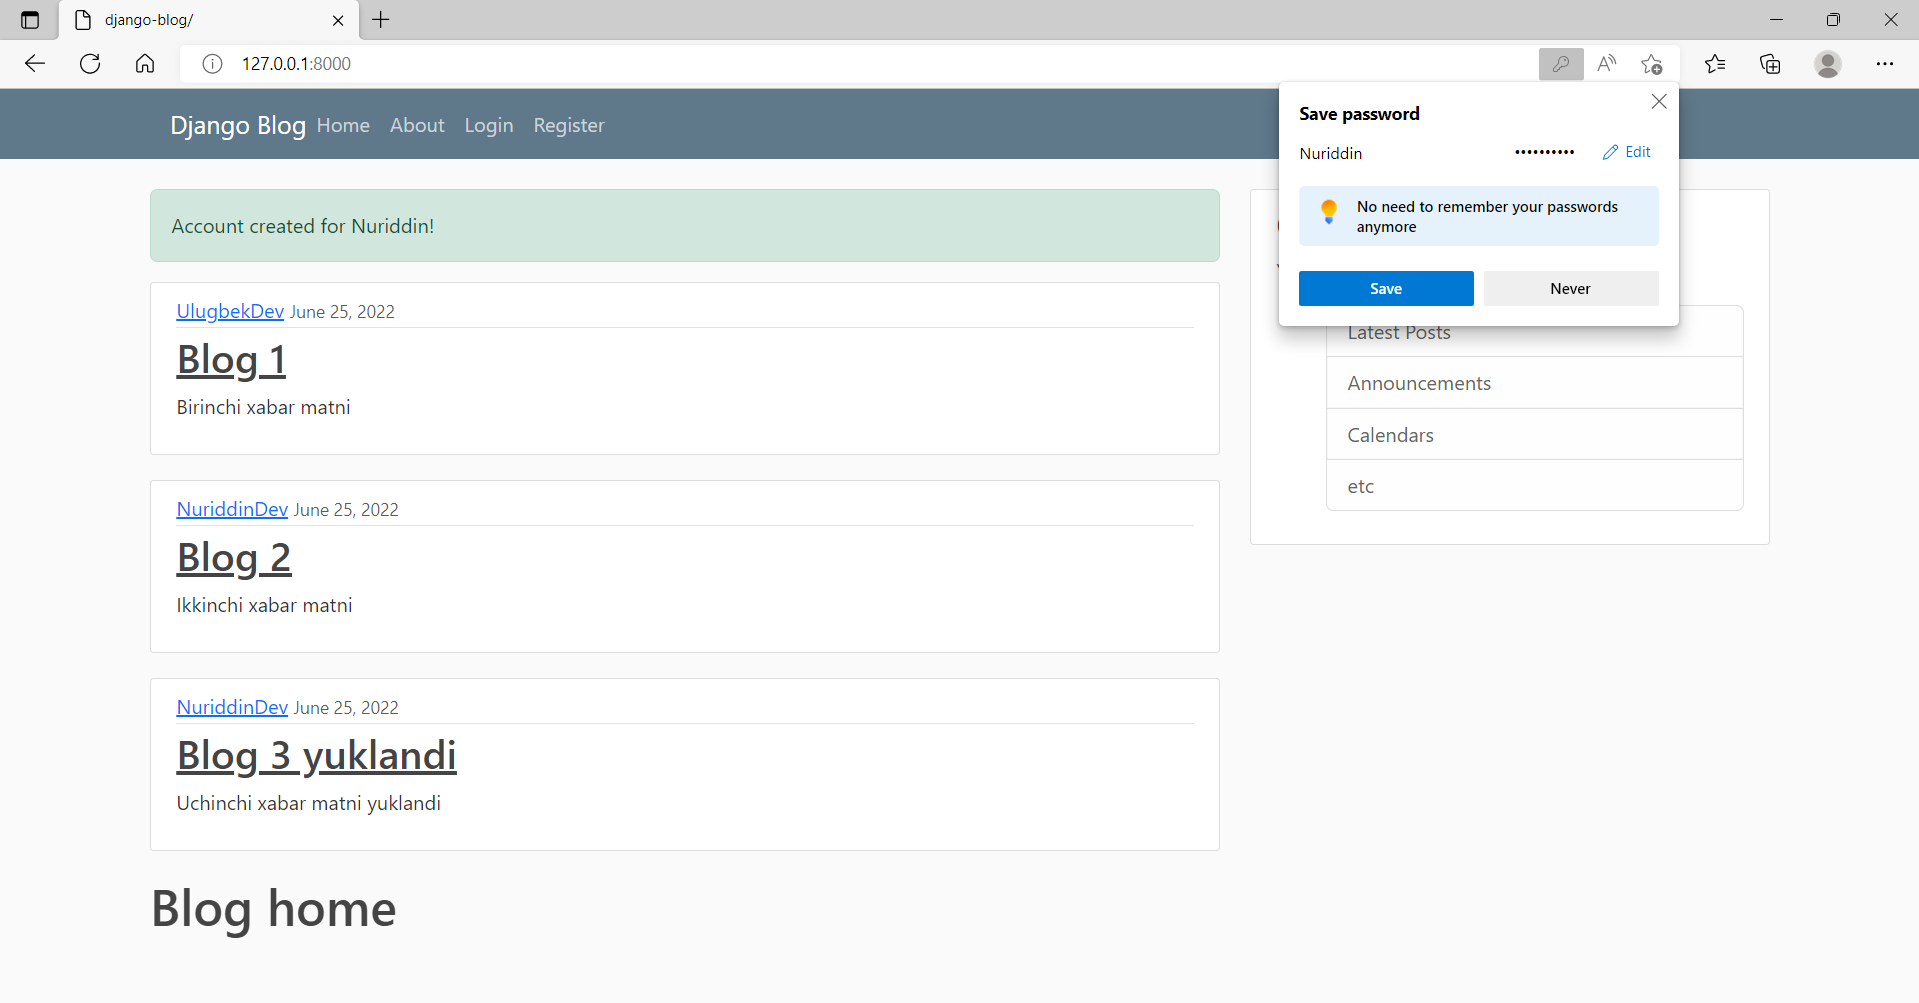 django-blog/
127.0.0.1:8000
Save password
Nuriddin •••••••••• Edit
No need to remember your passwords
anymore
Save Never
Django Blog Home About Login Register
Account created for Nuriddin!
UlugbekDev June 25, 2022
Blog 1
Birinchi xabar matni
NuriddinDev June 25, 2022
Blog 2
Ikkinchi xabar matni
NuriddinDev June 25, 2022
Blog 3 yuklandi
Uchinchi xabar matni yuklandi
Blog home
Latest Posts
Announcements
Calendars
etc